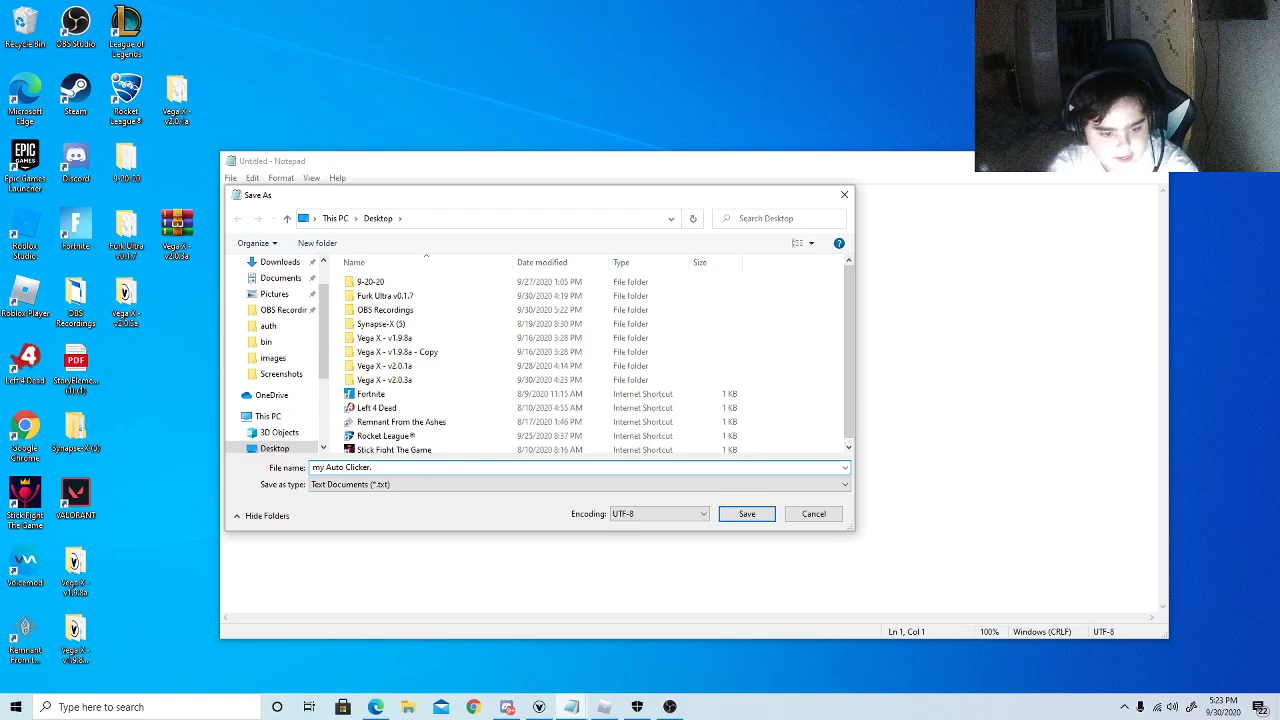 Recycle Bin
OBS Studio
League of
Legends
Microsoft
Edge
Steam
Rocket
League®
Vega X -
v2.0.1a
Epic Games
Launcher
Discord
9-20-20
Roblox
Studio
Fortnite
Furk Ultra
v0.1.7
Vega X -
v2.0.3a
Roblox Player
OBS
Recordings
Vega X -
v2.0.3a
Left 4 Dead
StoryEleme...
(1) (1)
Google
Chrome
Synapse-X (5)
Stick Fight
The Game
VALORANT
Voicemod
Vega X -
v1.9.8a
Remnant
From t...
Vega X -
v1.9.8...
Untitled - Notepad
File Edit Format View Help
Save As
This PC > Desktop >
Search Desktop
Organize New folder
Name Date modified Type Size
Downloads
Documents
Pictures
OBS Recordir
auth
bin
images
Screenshots
OneDrive
This PC
3D Objects
Desktop
9-20-20 9/27/2020 1:05 PM File folder
Furk Ultra v0.1.7 9/30/2020 4:19 PM File folder
OBS Recordings 9/30/2020 5:22 PM File folder
Synapse-X (5) 8/19/2020 8:30 PM File folder
Vega X - v1.9.8a 9/16/2020 3:28 PM File folder
Vega X - v1.9.8a - Copy 9/16/2020 3:28 PM File folder
Vega X - v2.0.1a 9/28/2020 4:14 PM File folder
Vega X - v2.0.3a 9/30/2020 4:23 PM File folder
Fortnite 8/9/2020 11:15 AM Internet Shortcut 1 KB
Left 4 Dead 8/10/2020 4:55 AM Internet Shortcut 1 KB
Remnant From the Ashes 8/17/2020 1:46 PM Internet Shortcut 1 KB
Rocket League® 9/25/2020 8:37 PM Internet Shortcut 1 KB
Stick Fight The Game 8/10/2020 8:16 AM Internet Shortcut 1 KB
File name: my Auto Clicker.
Save as type: Text Documents (*.txt)
Hide Folders
Encoding: UTF-8
Save
Cancel
Ln 1, Col 1 100% Windows (CRLF) UTF-8
Type here to search
5:23 PM
9/30/2020
22